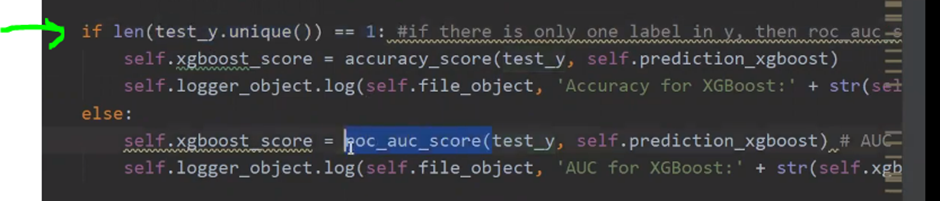 if len(test_y.unique()) == 1: #if there is only one label in y, then roc_auc_s
self.xgboost_score = accuracy_score(test_y, self.prediction_xgboost)
self.logger_object.log(self.file_object, 'Accuracy for XGBoost:' + str(sel
else:
self.xgboost_score = roc_auc_score(test_y, self.prediction_xgboost) # AUC
self.logger_object.log(self.file_object, 'AUC for XGBoost:' + str(self.xgb